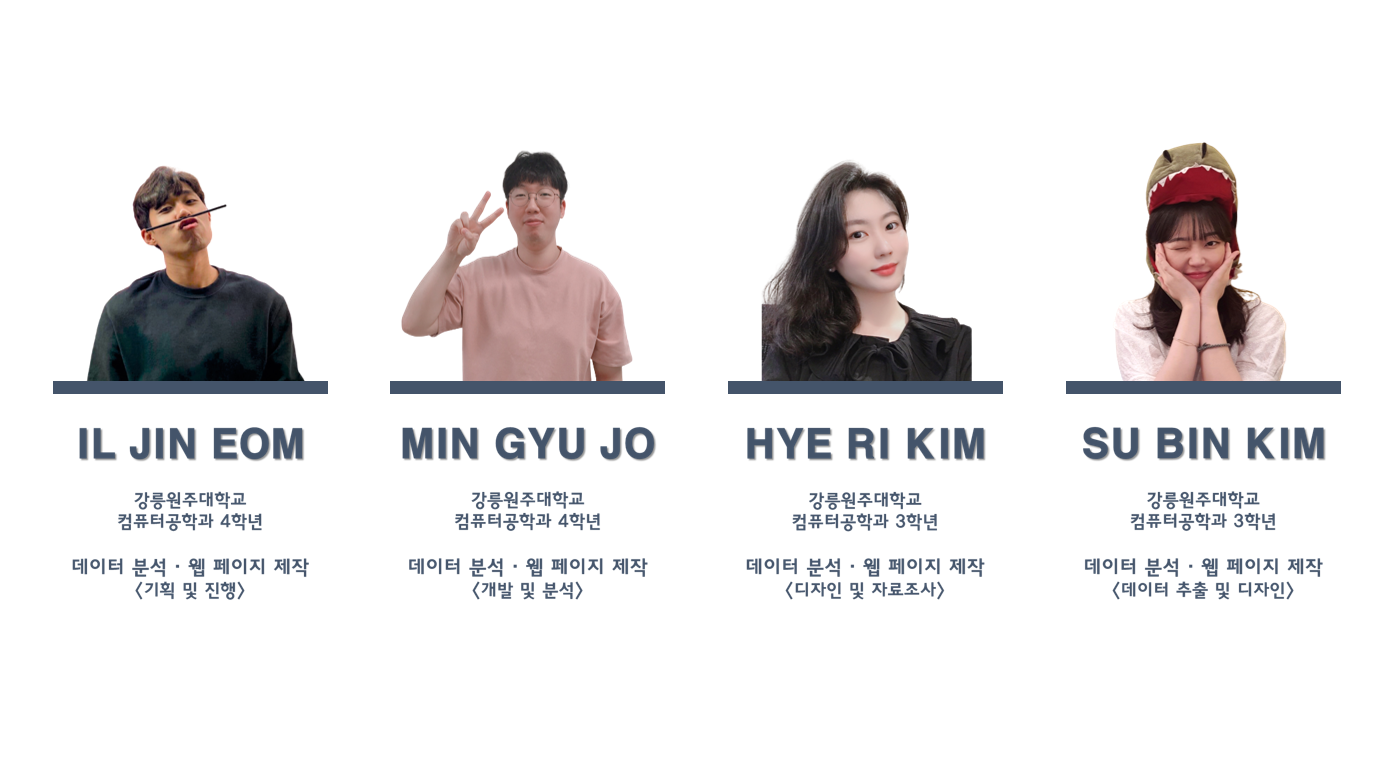 IL JIN EOM
강릉원주대학교
컴퓨터공학과 4학년
데이터 분석 · 웹 페이지 제작
<기획 및 진행>
MIN GYU JO
강릉원주대학교
컴퓨터공학과 4학년
데이터 분석 · 웹 페이지 제작
<개발 및 분석>
HYE RI KIM
강릉원주대학교
컴퓨터공학과 3학년
데이터 분석 · 웹 페이지 제작
<디자인 및 자료조사>
SU BIN KIM
강릉원주대학교
컴퓨터공학과 3학년
데이터 분석 · 웹 페이지 제작
<데이터 추출 및 디자인>